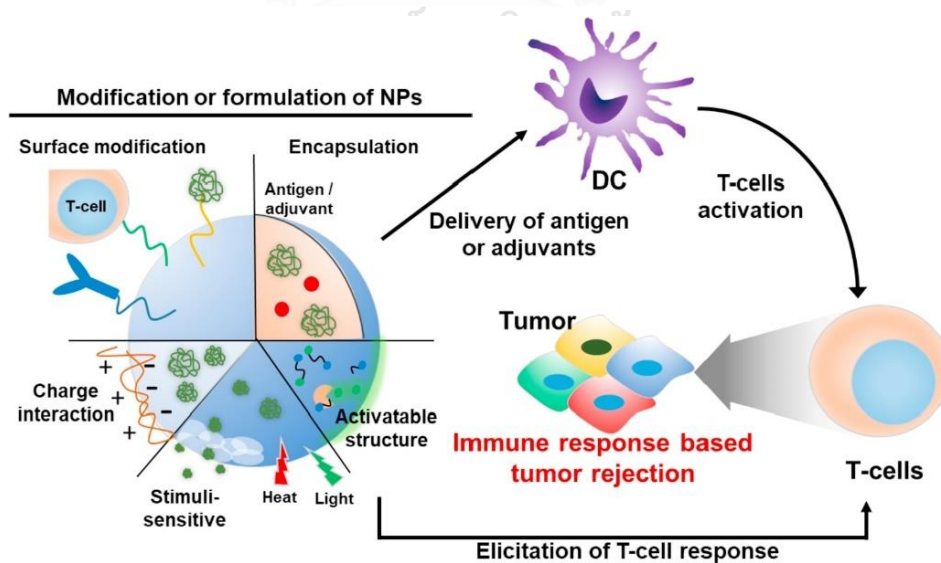 Modification or formulation of NPs
Surface modification
Encapsulation
T-cell
Antigen /
adjuvant
Charge
interaction
+
+
+
-
-
-
Stimuli-
sensitive
Heat
Light
Activatable
structure
DC
Delivery of antigen
or adjuvants
T-cells
activation
Tumor
Immune response based
tumor rejection
T-cells
Elicitation of T-cell response